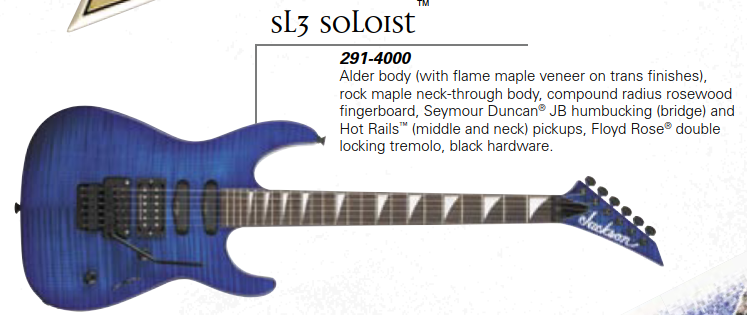 SL3 SOLOIST™
291-4000
Alder body (with flame maple veneer on trans finishes),
rock maple neck-through body, compound radius rosewood
fingerboard, Seymour Duncan® JB humbucking (bridge) and
Hot Rails™ (middle and neck) pickups, Floyd Rose® double
locking tremolo, black hardware.
Jackson